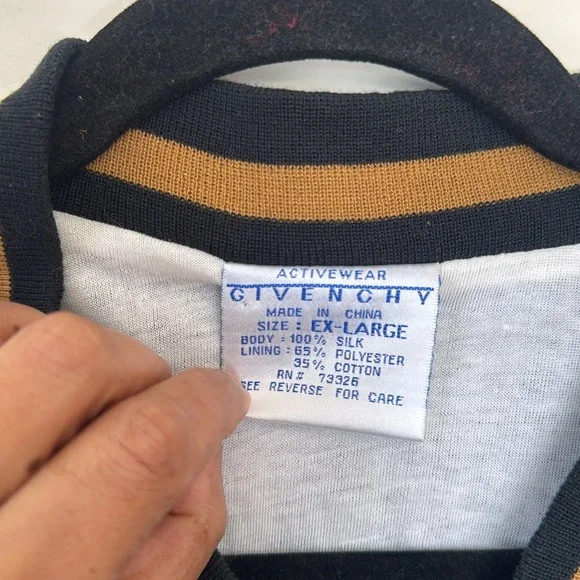 ACTIVEWEAR
GIVENCHY
MADE IN CHINA
SIZE : EX-LARGE
BODY : 100% SILK
LINING : 65% POLYESTER
35% COTTON
RN# 73326
SEE REVERSE FOR CARE